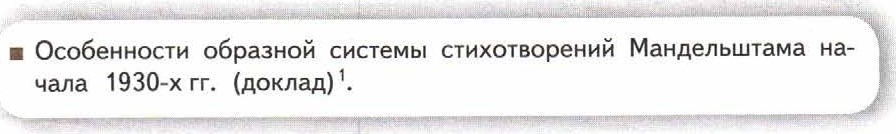 ■ Особенности образной системы стихотворений Мандельштама на-
чала 1930-х гг. (доклад)¹.